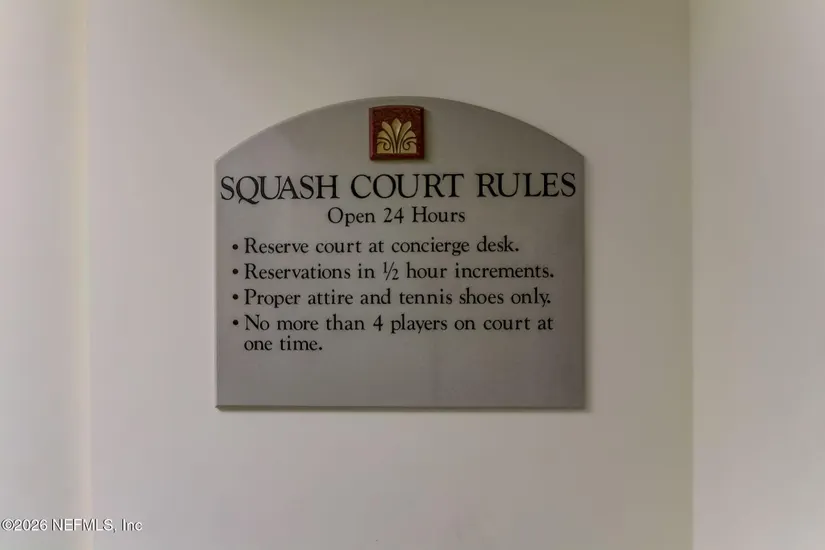 SQUASH COURT RULES
Open 24 Hours
• Reserve court at concierge desk.
• Reservations in ½ hour increments.
• Proper attire and tennis shoes only.
• No more than 4 players on court at
one time.
©2026 NEFMLS, Inc